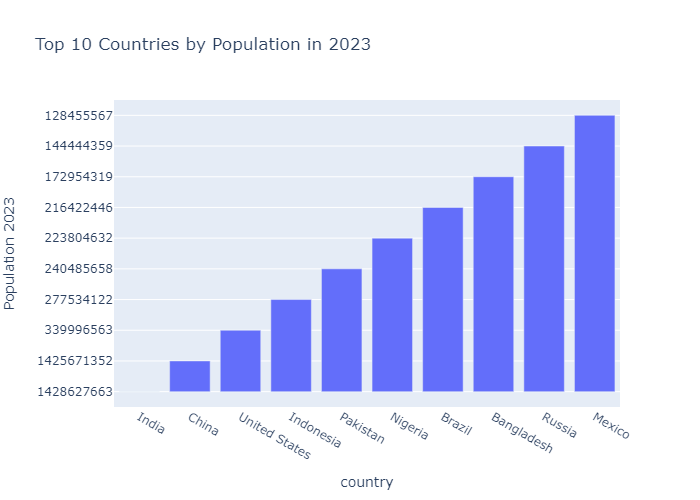 Top 10 Countries by Population in 2023
Population 2023
128455567
144444359
172954319
216422446
223804632
240485658
277534122
339996563
1425671352
1428627663
India
China
United States
Indonesia
Pakistan
Nigeria
Brazil
Bangladesh
Russia
Mexico
country